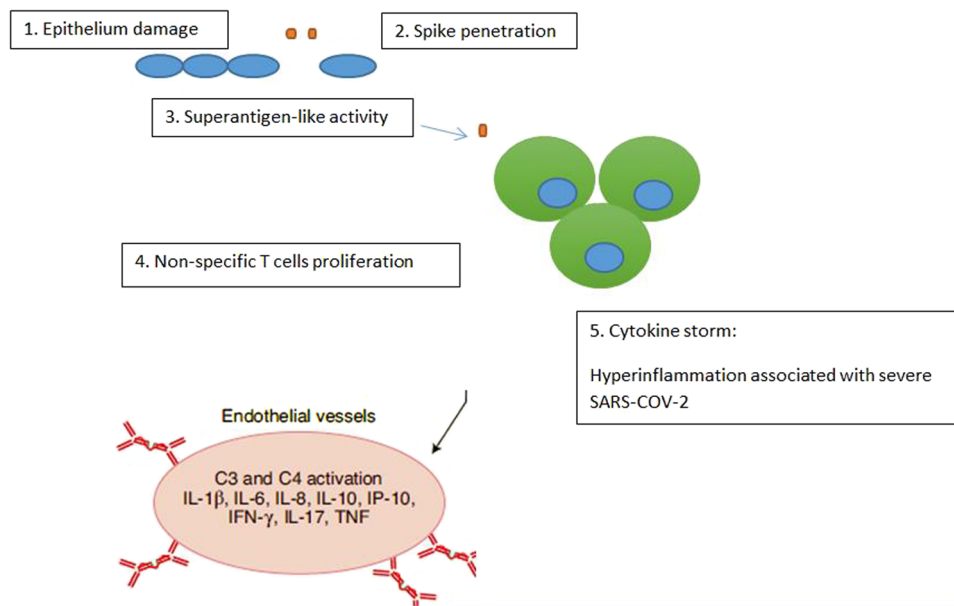 1. Epithelium damage
2. Spike penetration
3. Superantigen-like activity
4. Non-specific T cells proliferation
5. Cytokine storm:
Hyperinflammation associated with severe
SARS-COV-2
Endothelial vessels
C3 and C4 activation
IL-1β, IL-6, IL-8, IL-10, IP-10,
IFN-γ, IL-17, TNF